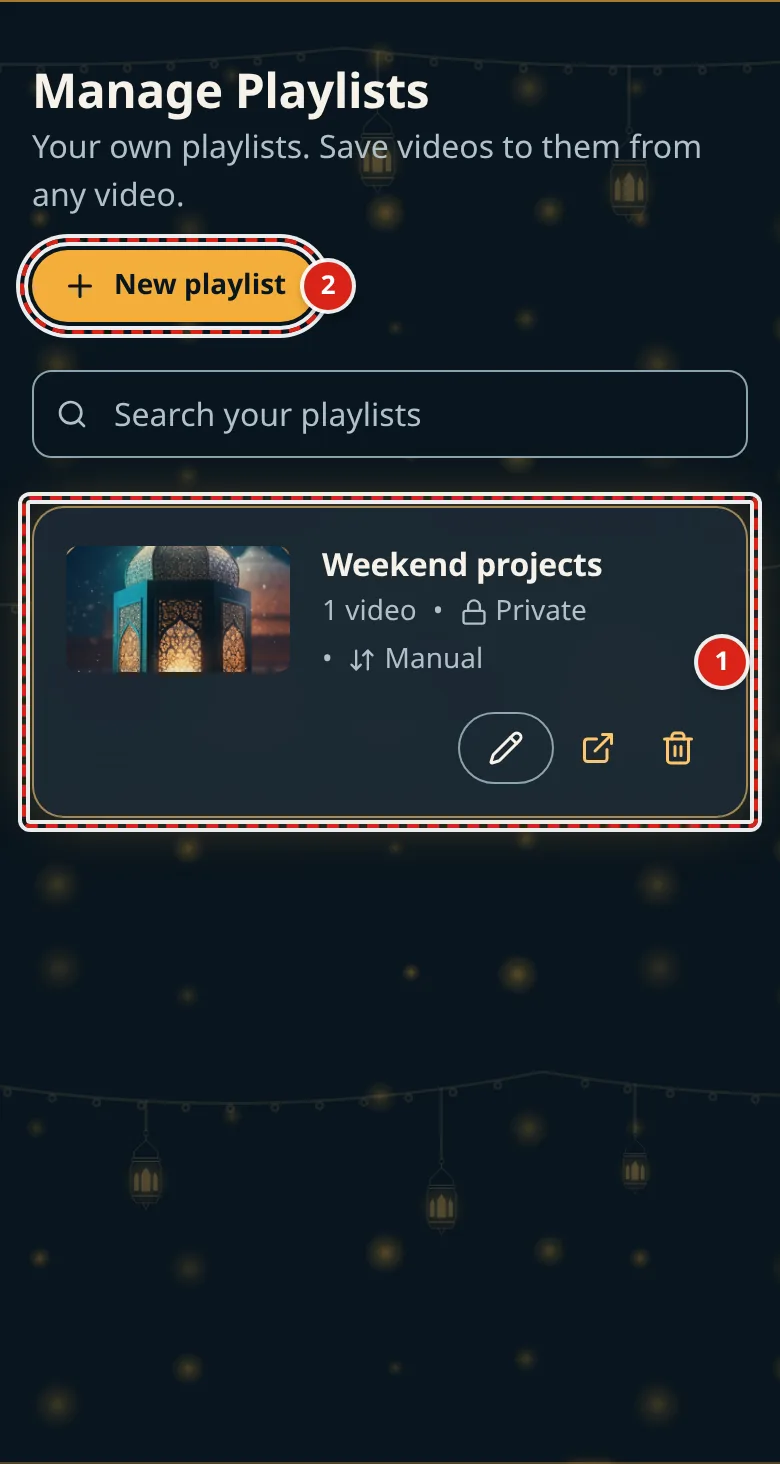 Manage Playlists
Your own playlists. Save videos to them from
any video.
New playlist
2
Search your playlists
Weekend projects
1 video • Private
• Manual
1